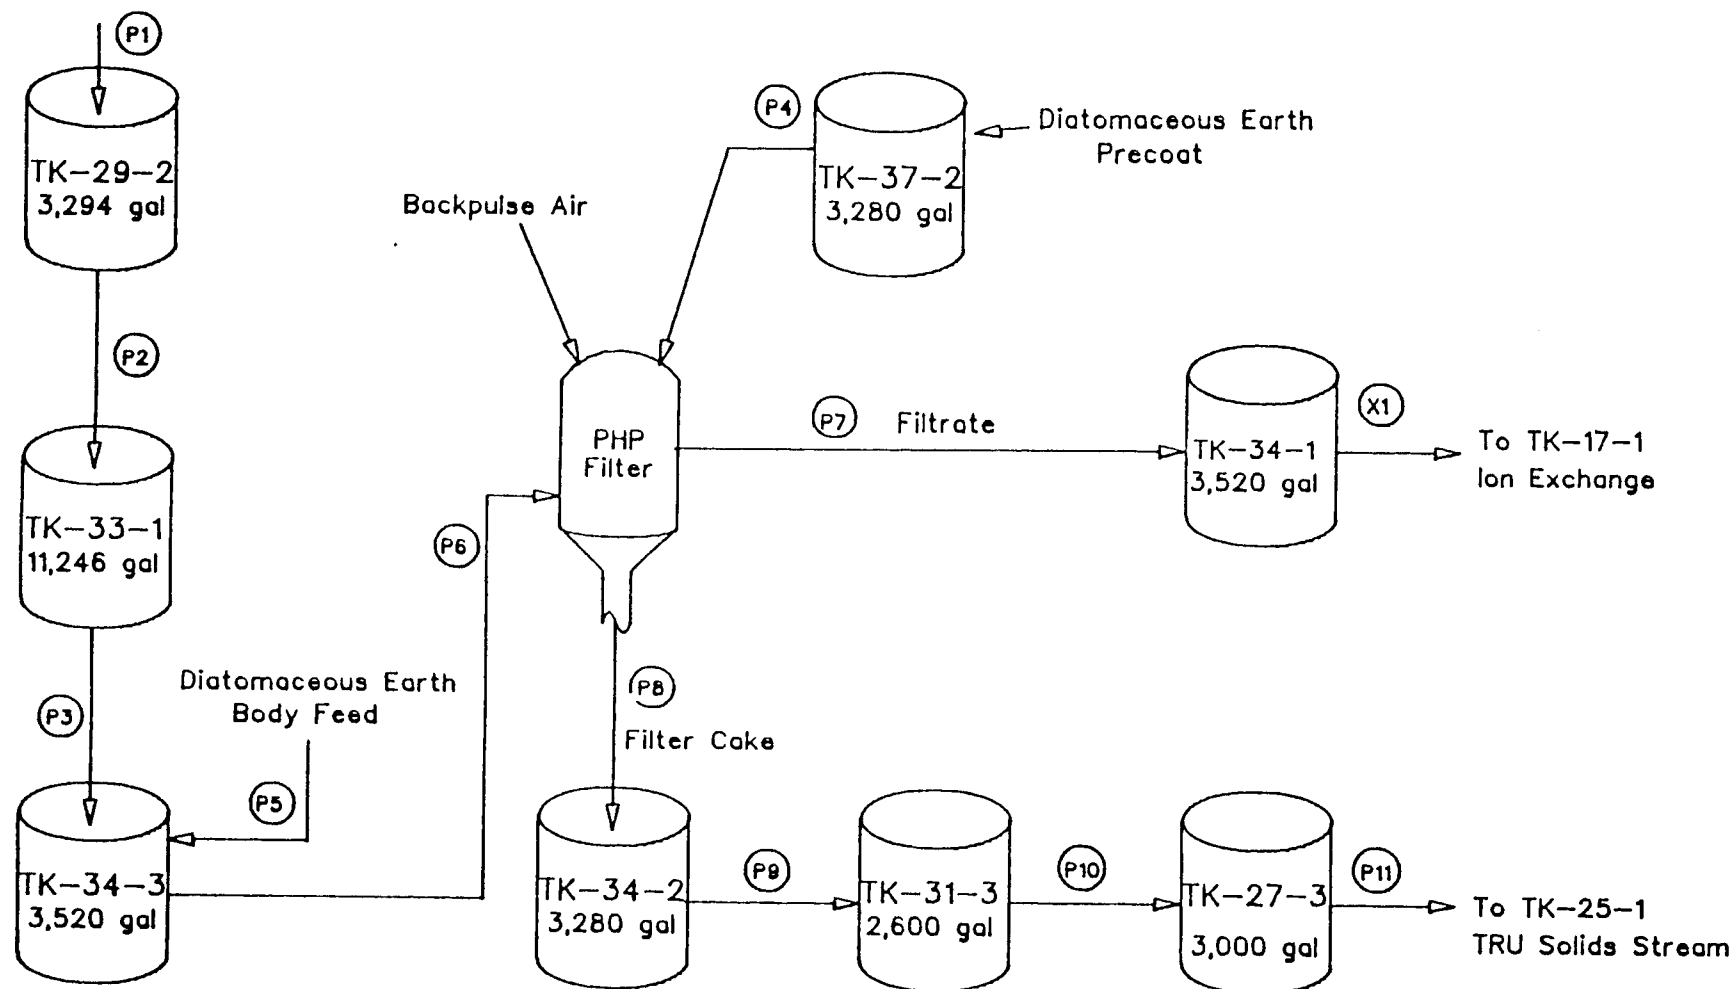 P1
TK-29-2
3,294 gal
P4
TK-37-2
3,280 gal
Diatomaceous Earth
Precoat
Backpulse Air
P2
TK-33-1
11,246 gal
PHP
Filter
P7 Filtrate
TK-34-1
3,520 gal
X1
To TK-17-1
Ion Exchange
P6
P3
Diatomaceous Earth
Body Feed
P5
P8
Filter Cake
TK-34-3
3,520 gal
TK-34-2
3,280 gal
P9
TK-31-3
2,600 gal
P10
TK-27-3
3,000 gal
P11
To TK-25-1
TRU Solids Stream